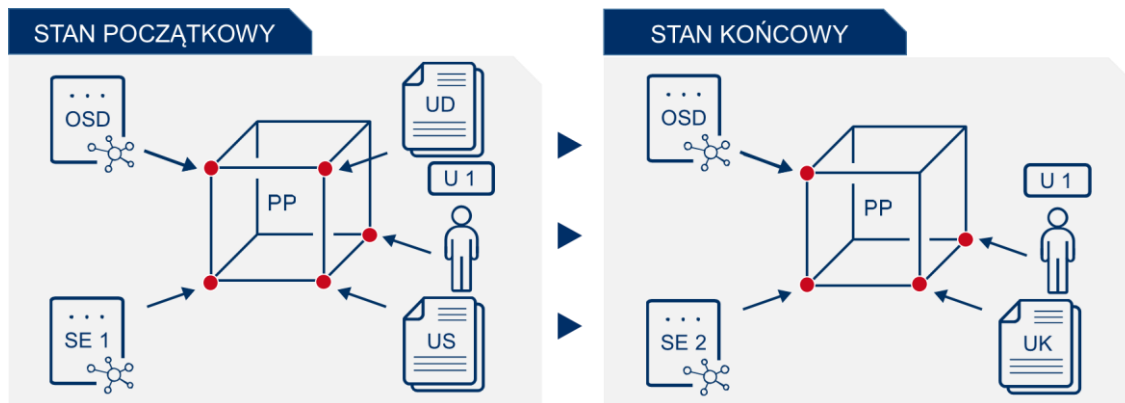 STAN POCZĄTKOWY
OSD
UD
U 1
PP
SE 1
US
STAN KOŃCOWY
OSD
U 1
PP
SE 2
UK